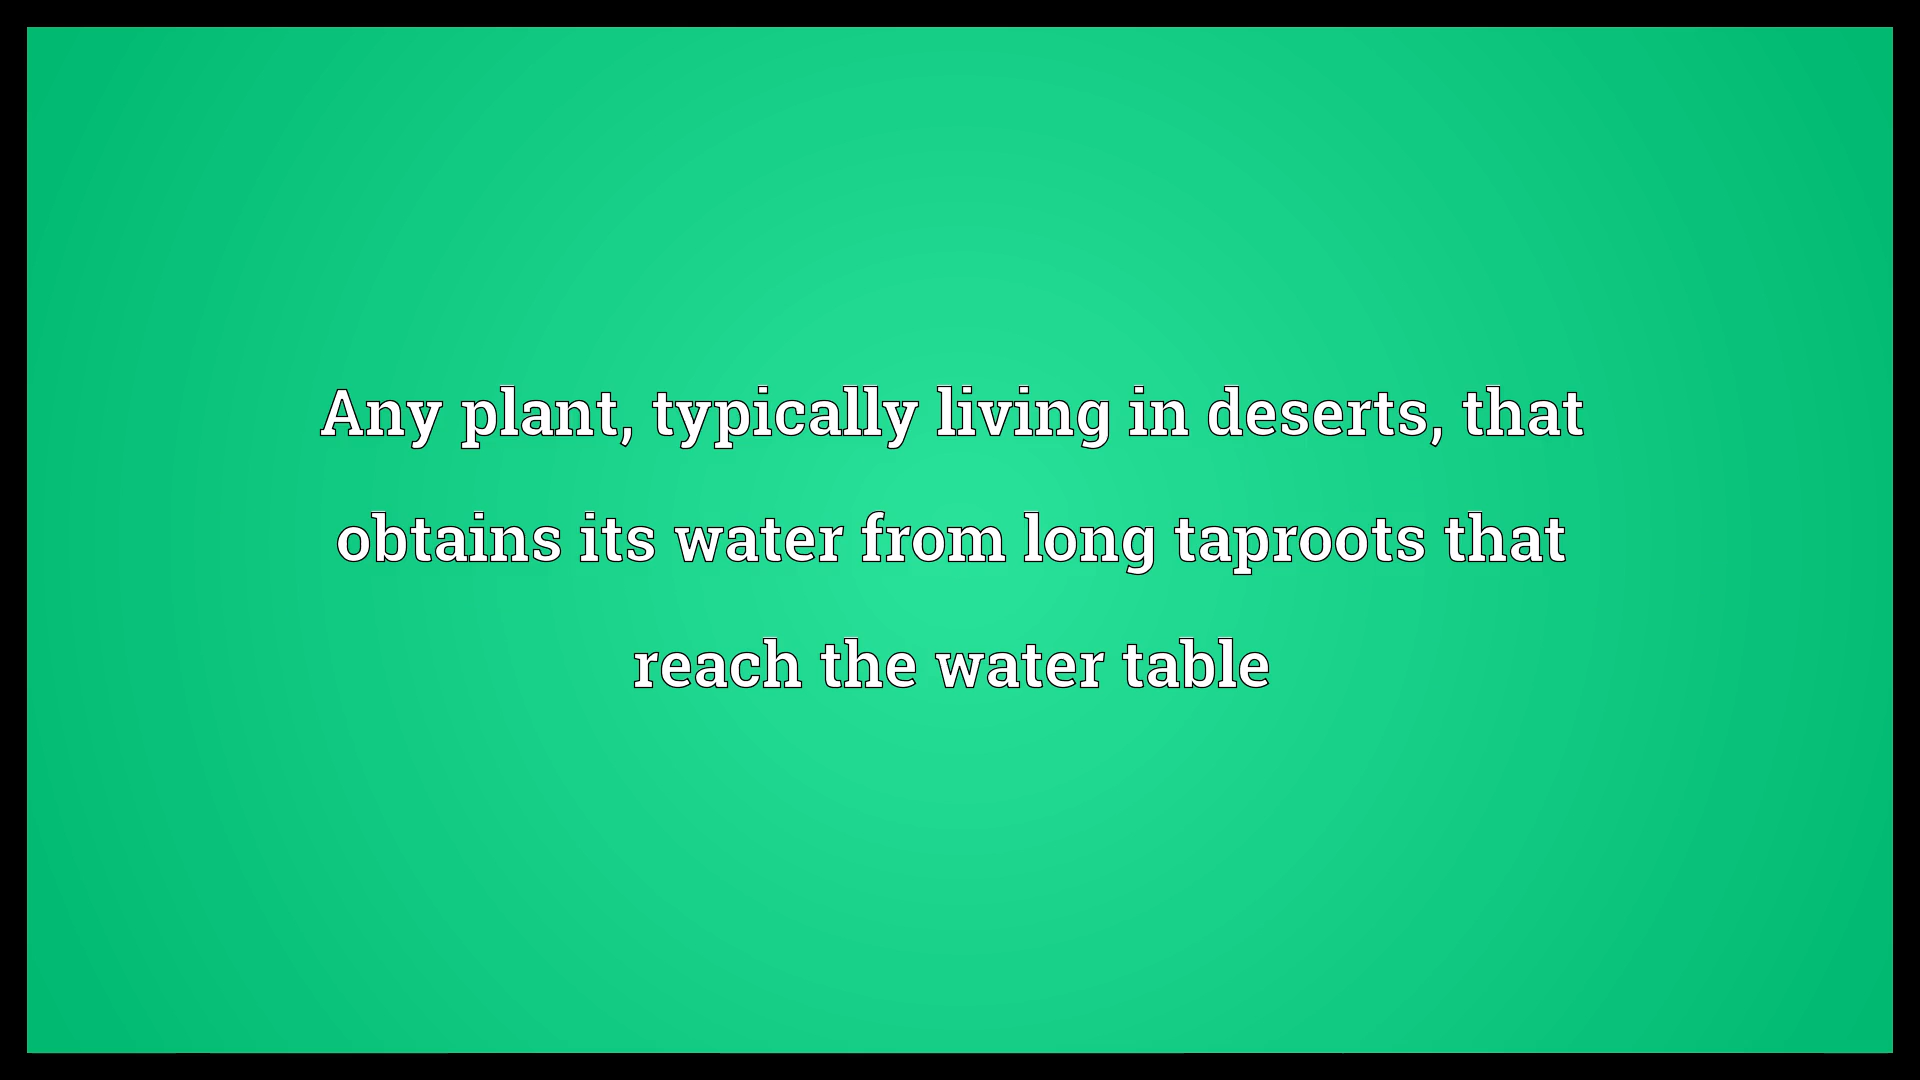 Any plant, typically living in deserts, that
obtains its water from long taproots that
reach the water table